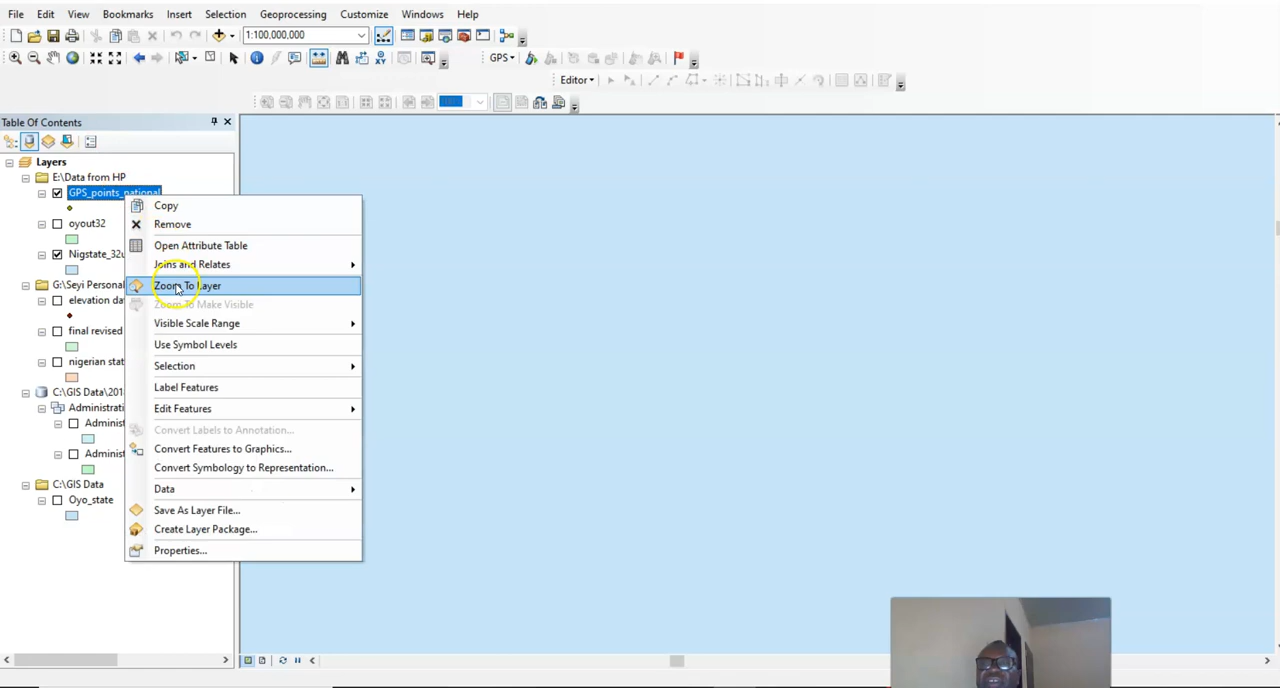 File Edit View Bookmarks Insert Selection Geoprocessing Customize Windows Help
1:100,000,000
GPS
Editor
Table Of Contents
Layers
E:\Data from HP
GPS_points_national
oyout32
Nigstate_32u
G:\Seyi Personal
elevation da
final revised
nigerian stat
C:\GIS Data\201
Administrati
Administ
Administ
C:\GIS Data
Oyo_state
Copy
Remove
Open Attribute Table
Joins and Relates
Zoom To Layer
Zoom To Make Visible
Visible Scale Range
Use Symbol Levels
Selection
Label Features
Edit Features
Convert Labels to Annotation...
Convert Features to Graphics...
Convert Symbology to Representation...
Data
Save As Layer File...
Create Layer Package...
Properties...